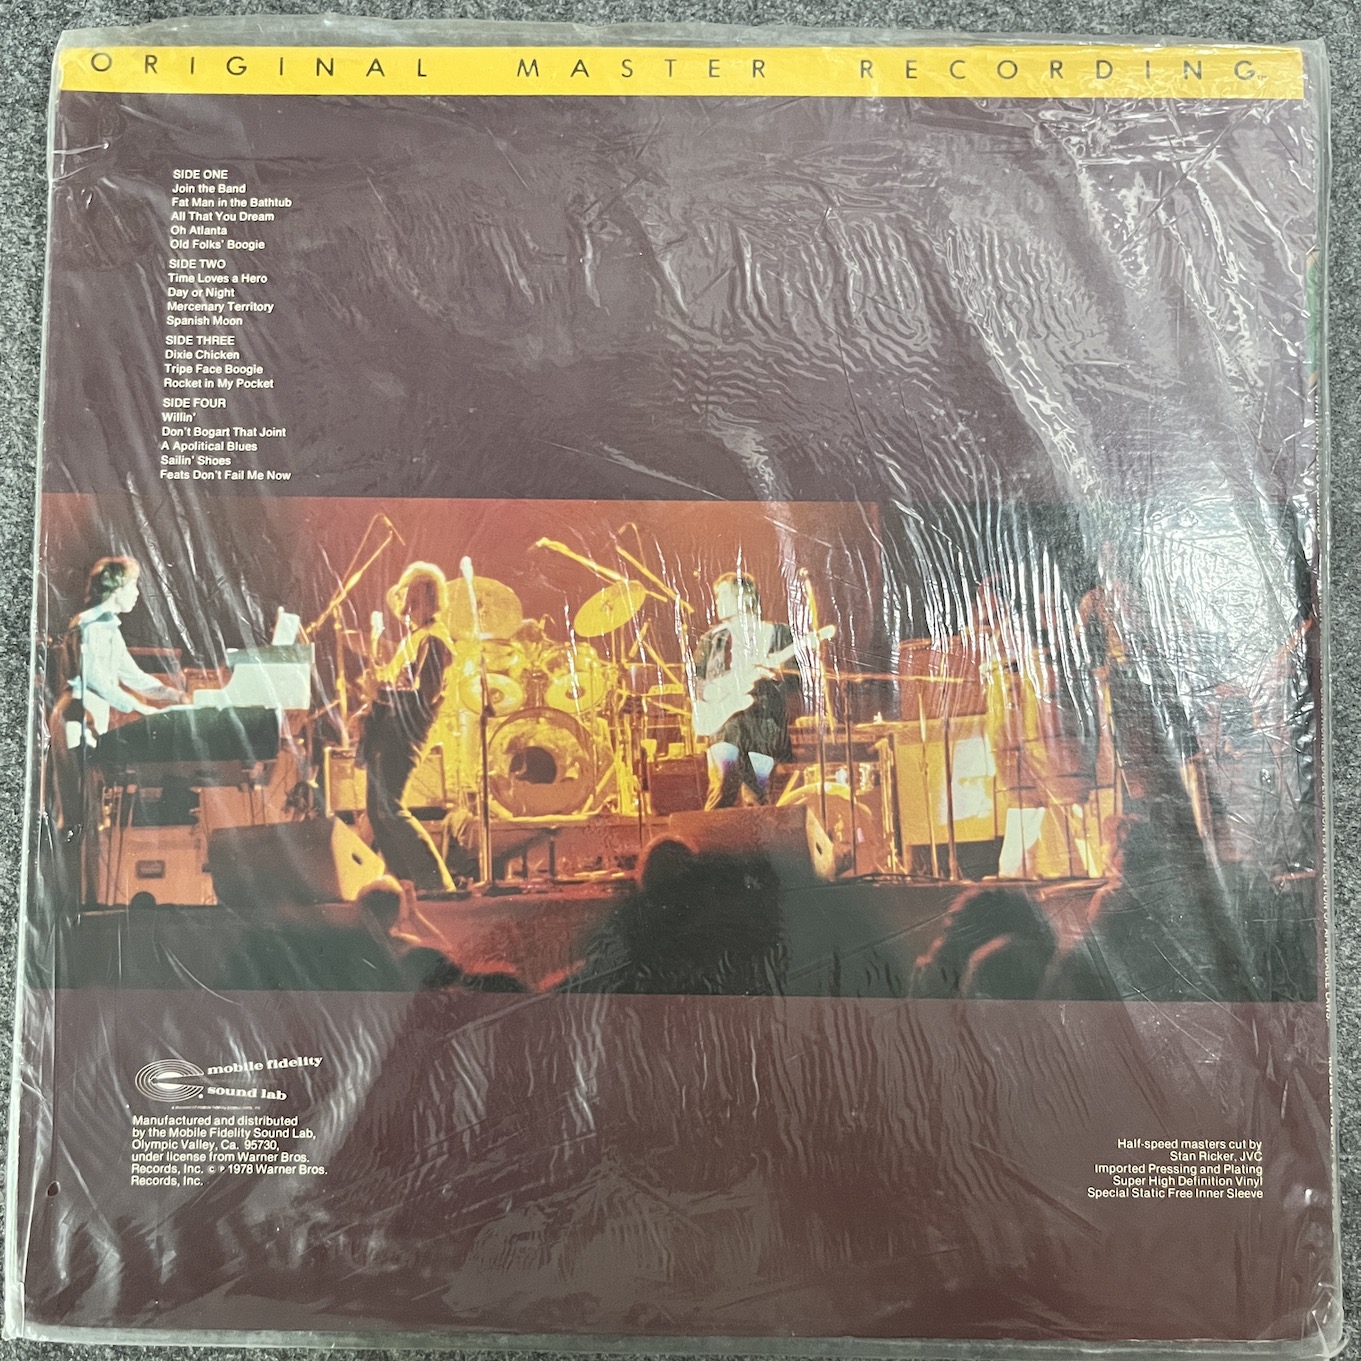 ORIGINAL MASTER RECORDING
SIDE ONE
Join the Band
Fat Man in the Bathtub
All That You Dream
Oh Atlanta
Old Folks' Boogie
SIDE TWO
Time Loves a Hero
Day or Night
Mercenary Territory
Spanish Moon
SIDE THREE
Dixie Chicken
Tripe Face Boogie
Rocket in My Pocket
SIDE FOUR
Willin'
Don't Bogart That Joint
A Apolitical Blues
Sailin' Shoes
Feats Don't Fail Me Now
mobile fidelity
sound lab
Manufactured and distributed
by the Mobile Fidelity Sound Lab,
Olympic Valley, Ca. 95730,
under license from Warner Bros.
Records, Inc. © ℗ 1978 Warner Bros.
Records, Inc.
Half-speed masters cut by
Stan Ricker, JVC
Imported Pressing and Plating
Super High Definition Vinyl
Special Static Free Inner Sleeve